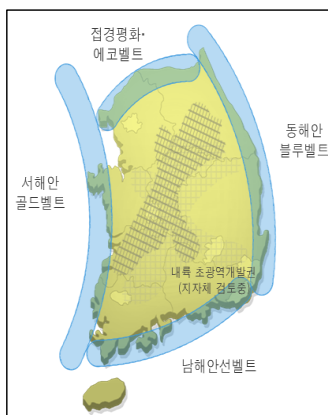 접경평화·
에코벨트
동해안
블루벨트
서해안
골드벨트
내륙 초광역개발권
(지자체 검토중)
남해안선벨트